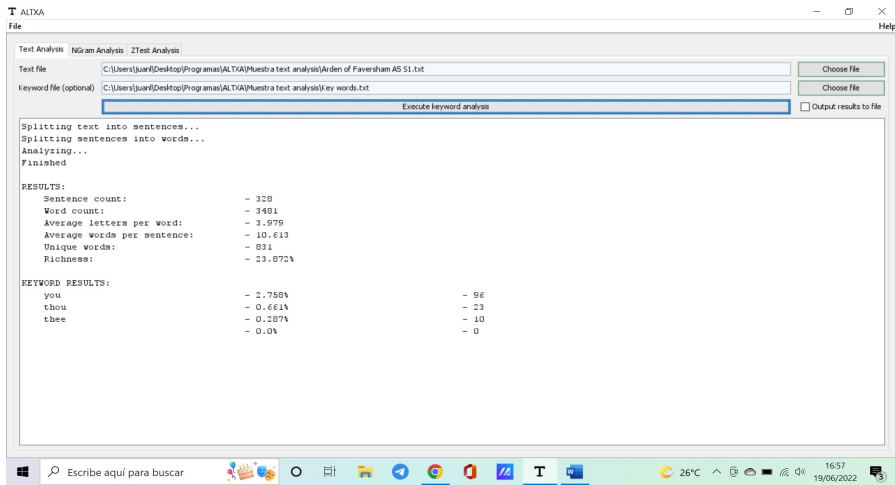 ALTXA
File Help
Text Analysis NGram Analysis ZTest Analysis
Text file C:\Users\juanl\Desktop\Programas\ALTXA\Muestra text analysis\Arden of Faversham A5 S1.txt Choose file
Keyword file (optional) C:\Users\juanl\Desktop\Programas\ALTXA\Muestra text analysis\Key words.txt Choose file
Execute keyword analysis Output results to file
Splitting text into sentences...
Splitting sentences into words...
Analyzing...
Finished
RESULTS:
Sentence count: - 328
Word count: - 3481
Average letters per word: - 3.979
Average words per sentence: - 10.613
Unique words: - 831
Richness: - 23.872%
KEYWORD RESULTS:
you - 2.758% - 96
thou - 0.661% - 23
thee - 0.287% - 10
- 0.0% - 0
Escribe aquí para buscar T W 26°C 16:57
19/06/2022 3